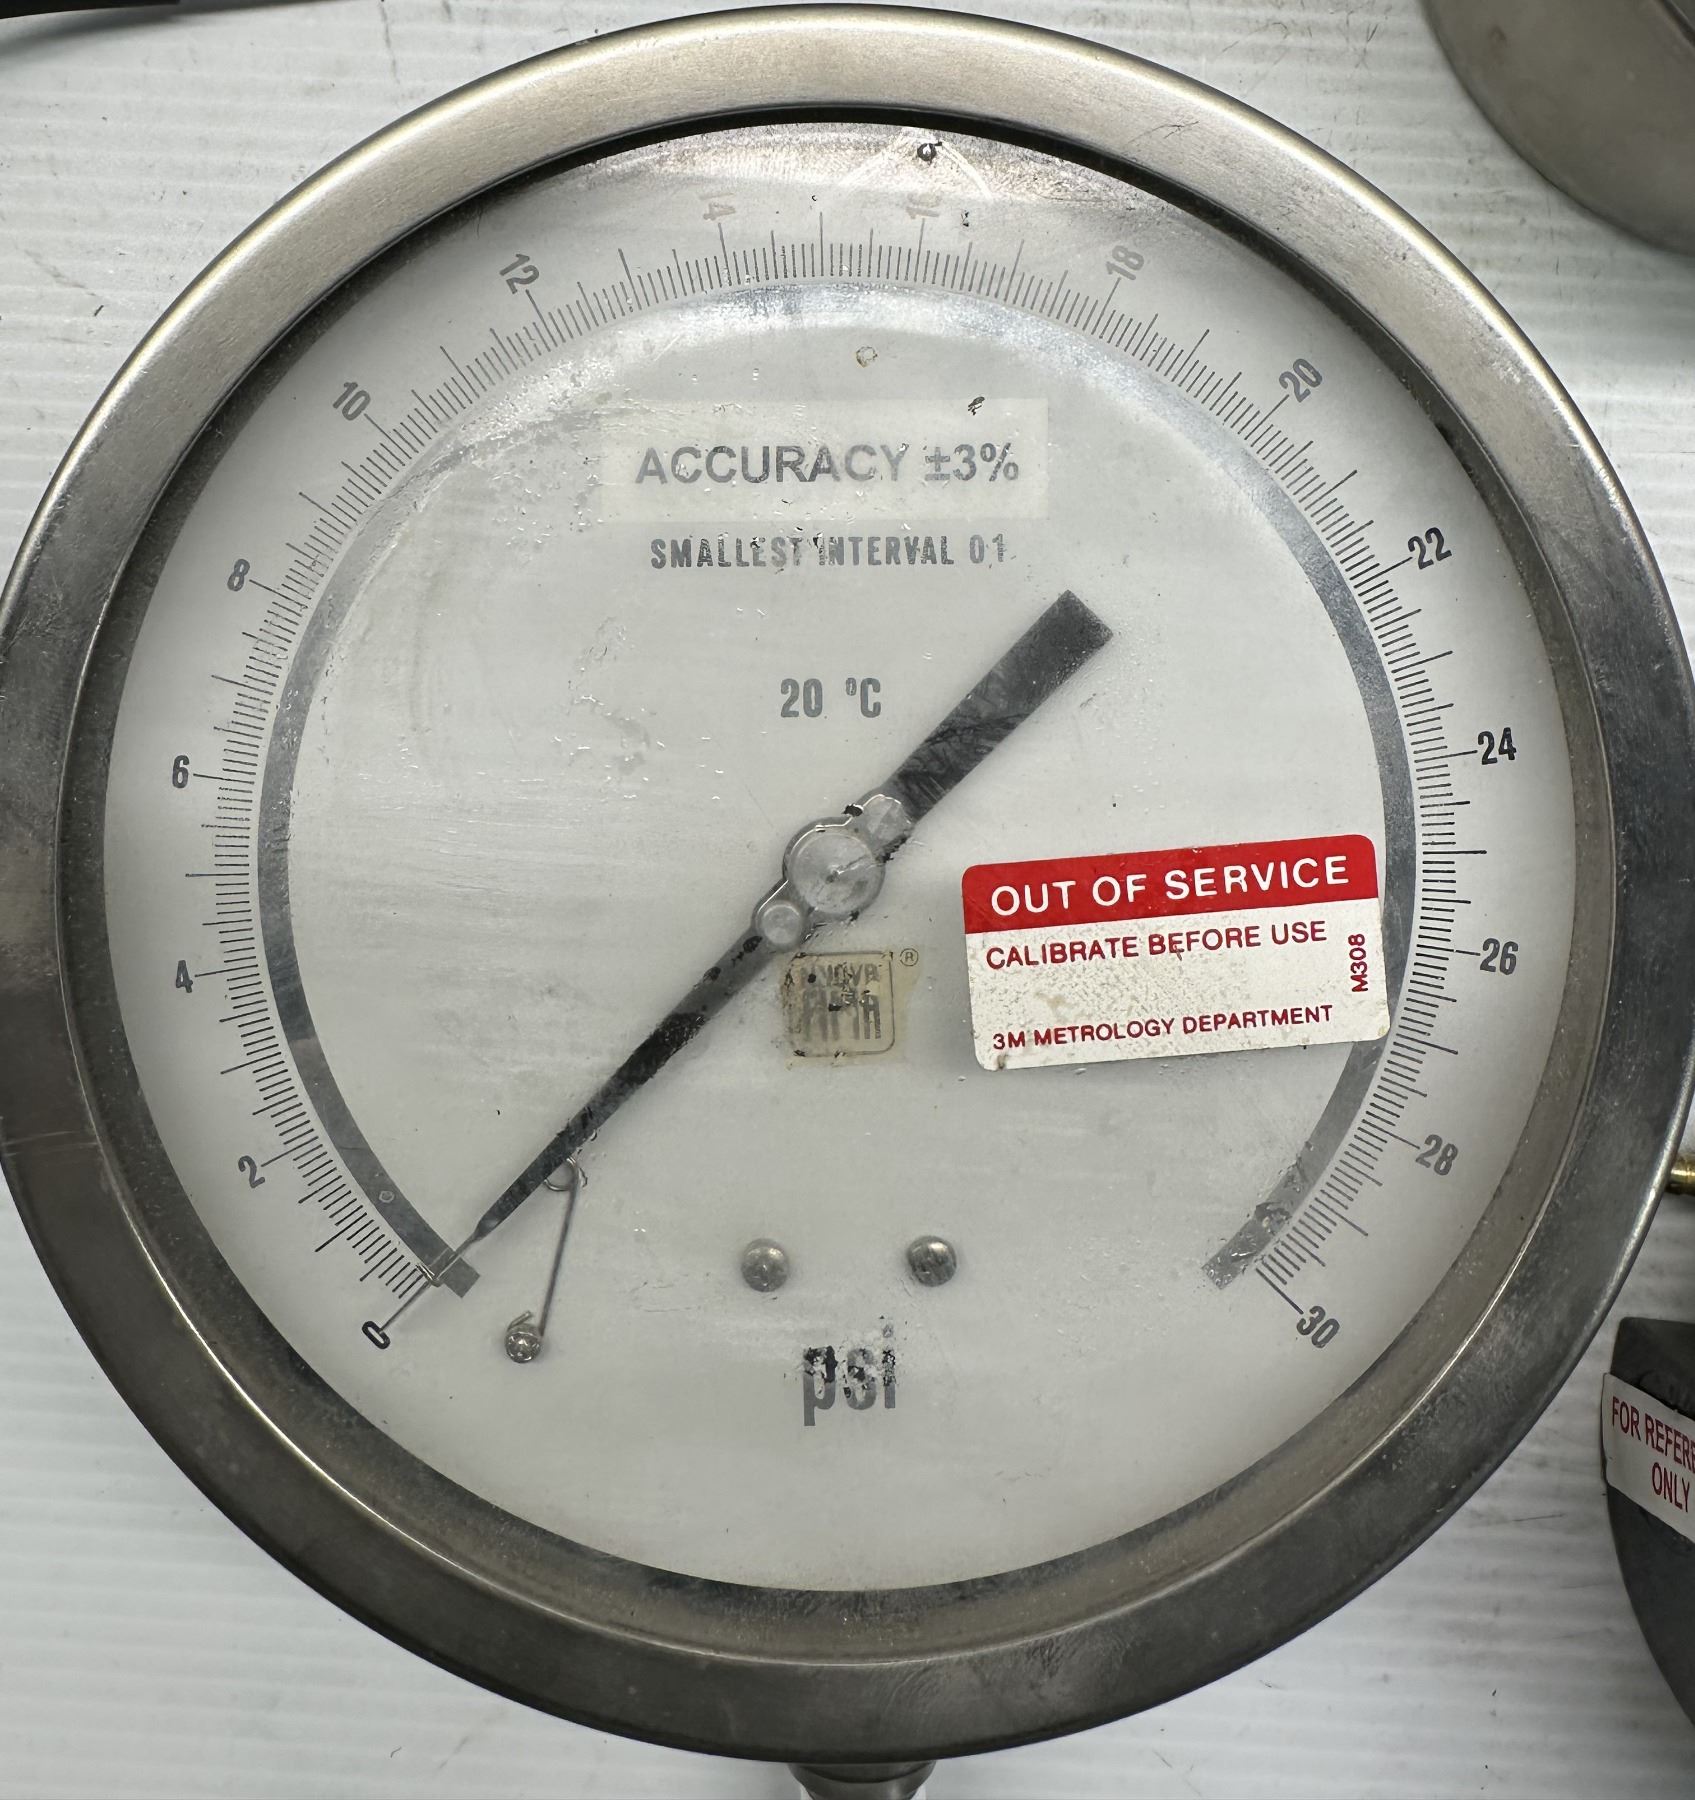 0
2
4
6
8
10
12
14
16
18
20
22
24
26
28
30
ACCURACY ±3%
SMALLEST INTERVAL 0.1
20 °C
OUT OF SERVICE
CALIBRATE BEFORE USE
M308
3M METROLOGY DEPARTMENT
®
psi
FOR
ONLY